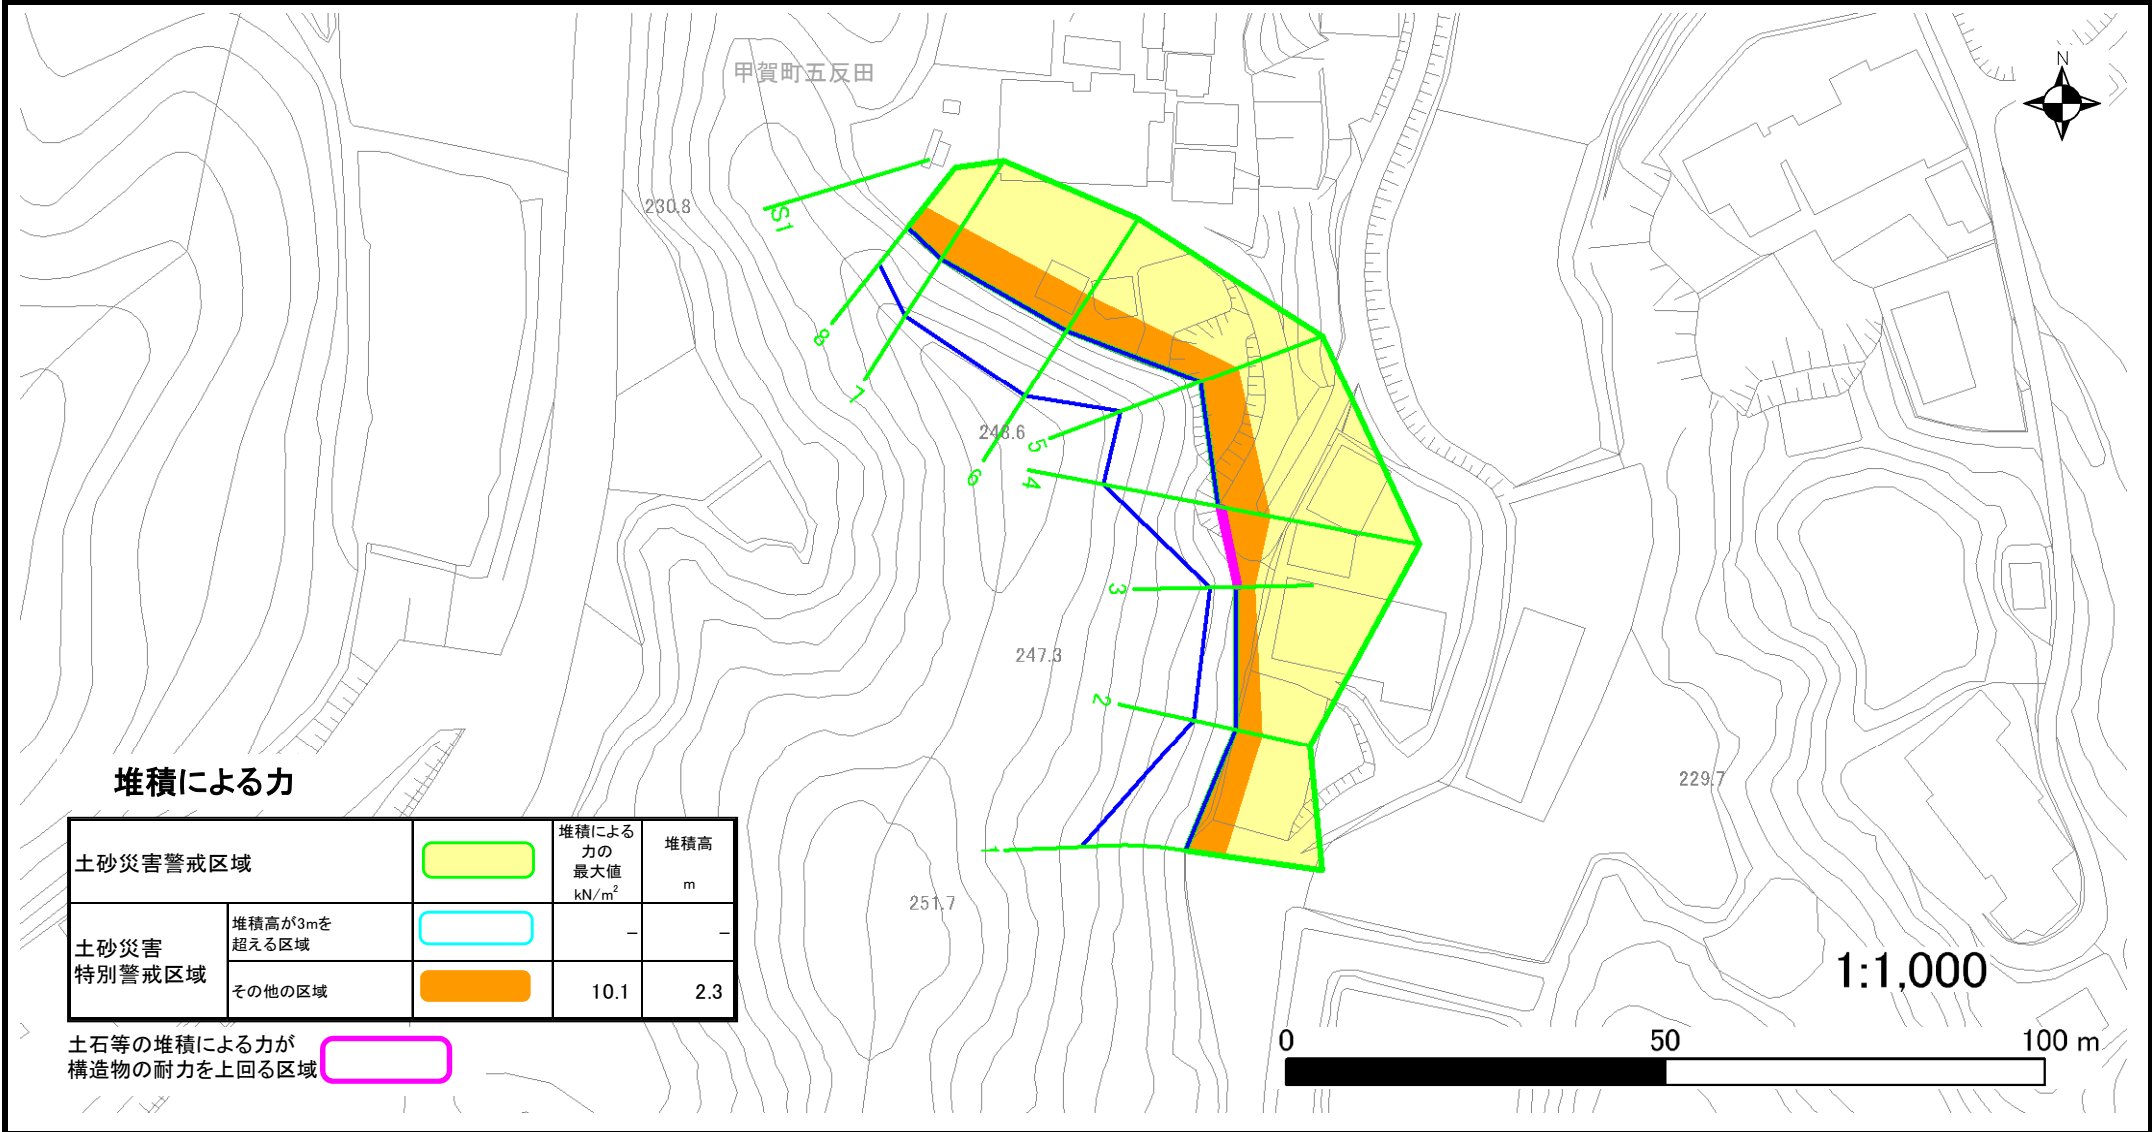 甲賀町五反田
N
230.8
S1
8
7
248.6
5
6
4
3
247.3
2
229.7
1
251.7
堆積による力
土砂災害警戒区域
堆積による
力の
最大値
kN/m²
堆積高
m
土砂災害
特別警戒区域
堆積高が3mを
超える区域
－
－
その他の区域
10.1
2.3
土石等の堆積による力が
構造物の耐力を上回る区域
1:1,000
0 50 100 m